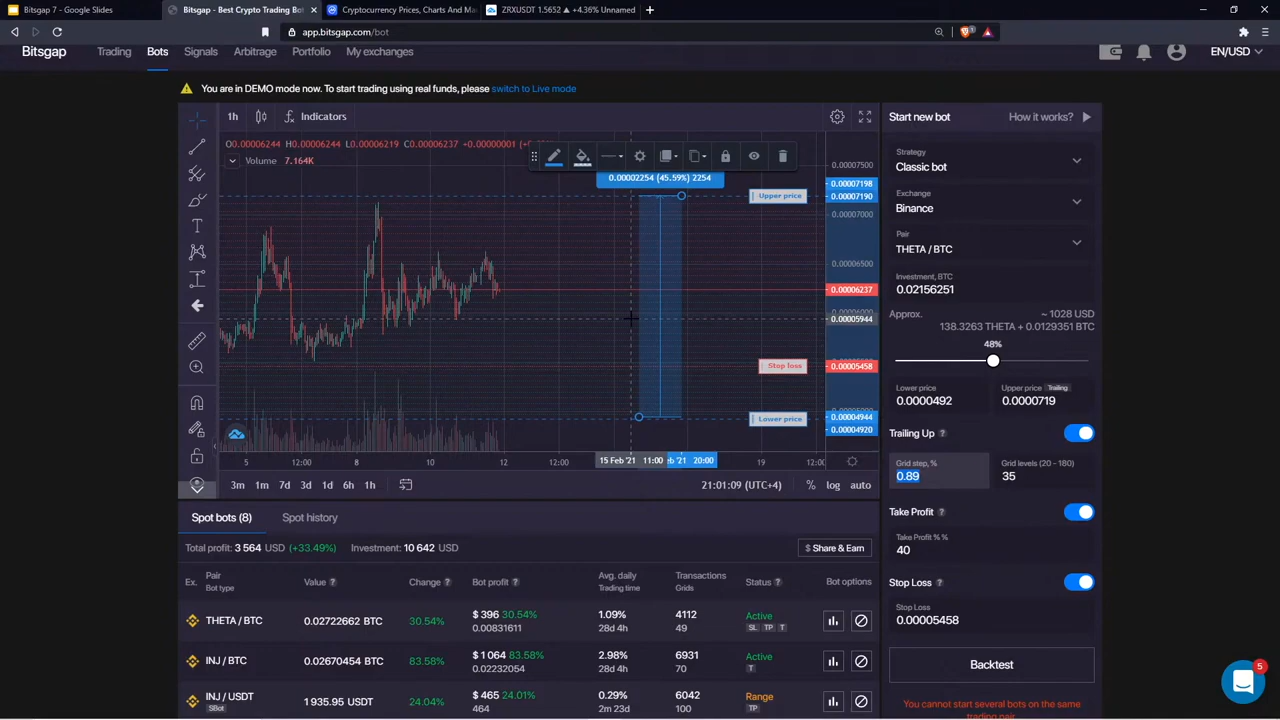 Bitsgap 7 - Google Slides
Bitsgap - Best Crypto Trading Bot
Cryptocurrency Prices, Charts And Ma
ZRXUSDT 1.5652 ▲ +4.36% Unnamed
app.bitsgap.com/bot
Bitsgap
Trading
Bots
Signals
Arbitrage
Portfolio
My exchanges
EN/USD
You are in DEMO mode now. To start trading using real funds, please switch to Live mode
1h
Indicators
O0.00006244 H0.00006244 L0.00006219 C0.00006237 +0.00000001 (+0.
Volume 7.164K
0.00002254 (45.59%) 2254
Upper price
Stop loss
Lower price
0.00007500
0.00007198
0.00007190
0.00007000
0.00006500
0.00006237
0.00005944
0.00005458
0.00004944
0.00004920
5
12:00
8
10
12
12:00
15 Feb '21 11:00
20:00
19
12:00
3m
1m
7d
3d
1d
6h
1h
21:01:09 (UTC+4)
%
log
auto
Start new bot
How it works?
Strategy
Classic bot
Exchange
Binance
Pair
THETA / BTC
Investment, BTC
0.02156251
Approx.
~ 1028 USD
138.3263 THETA + 0.0129351 BTC
48%
Lower price
0.0000492
Upper price Trailing
0.0000719
Trailing Up ?
Grid step, %
0.89
Grid levels (20 - 180)
35
Take Profit ?
Take Profit % %
40
Stop Loss ?
Stop Loss
0.00005458
Backtest
You cannot start several bots on the same
trading pair
5
Spot bots (8)
Spot history
Total profit: 3 564 USD (+33.49%) Investment: 10 642 USD
$ Share & Earn
Ex.
Pair
Bot type
Value ?
Change ?
Bot profit ?
Avg. daily
Trading time
Transactions
Grids
Status ?
Bot options
THETA / BTC
0.02722662 BTC
30.54%
$ 396 30.54%
0.00831611
1.09%
28d 4h
4112
49
Active
SL TP T
INJ / BTC
0.02670454 BTC
83.58%
$ 1 064 83.58%
0.02232054
2.98%
28d 4h
6931
70
Active
T
INJ / USDT
SBot
1 935.95 USDT
24.04%
$ 465 24.01%
464
0.29%
2m 23d
6042
100
Range
TP